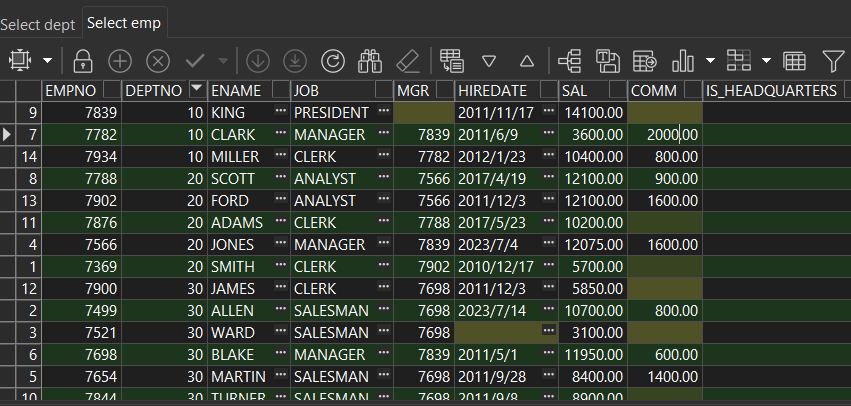 Select dept Select emp
EMPNO DEPTNO ENAME JOB MGR HIREDATE SAL COMM IS_HEADQUARTERS
9 7839 10 KING PRESIDENT 2011/11/17 14100.00
7 7782 10 CLARK MANAGER 7839 2011/6/9 3600.00 2000.00
14 7934 10 MILLER CLERK 7782 2012/1/23 10400.00 800.00
8 7788 20 SCOTT ANALYST 7566 2017/4/19 12100.00 900.00
13 7902 20 FORD ANALYST 7566 2011/12/3 12100.00 1600.00
11 7876 20 ADAMS CLERK 7788 2017/5/23 10200.00
4 7566 20 JONES MANAGER 7839 2023/7/4 12075.00 1600.00
1 7369 20 SMITH CLERK 7902 2010/12/17 5700.00
12 7900 30 JAMES CLERK 7698 2011/12/3 5850.00
2 7499 30 ALLEN SALESMAN 7698 2023/7/14 10700.00 800.00
3 7521 30 WARD SALESMAN 7698 3100.00
6 7698 30 BLAKE MANAGER 7839 2011/5/1 11950.00 600.00
5 7654 30 MARTIN SALESMAN 7698 2011/9/28 8400.00 1400.00
10 7844 30 TURNER SALESMAN 7698 2011/9/8 8900.00